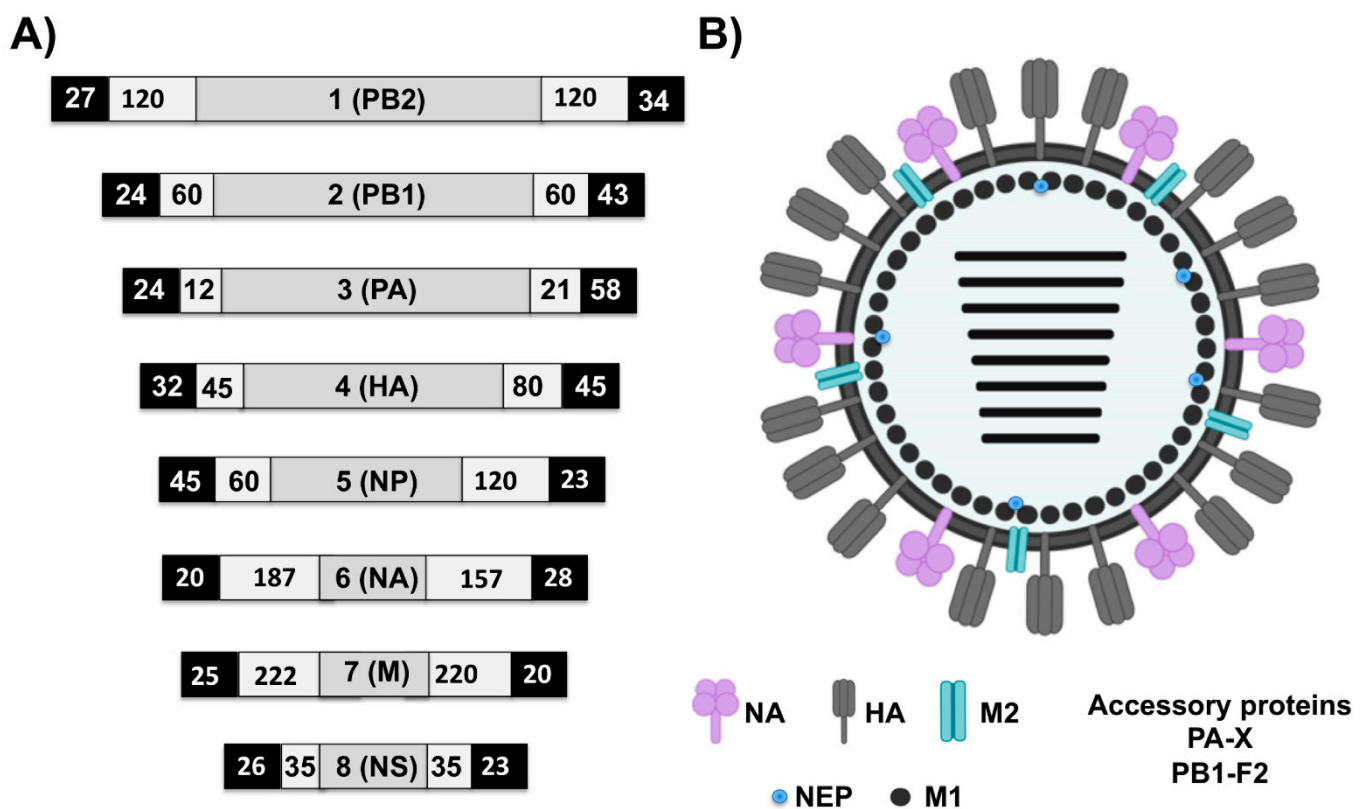 A)
27 120 1 (PB2) 120 34
24 60 2 (PB1) 60 43
24 12 3 (PA) 21 58
32 45 4 (HA) 80 45
45 60 5 (NP) 120 23
20 187 6 (NA) 157 28
25 222 7 (M) 220 20
26 35 8 (NS) 35 23
B)
NA HA M2
NEP M1
Accessory proteins
PA-X
PB1-F2